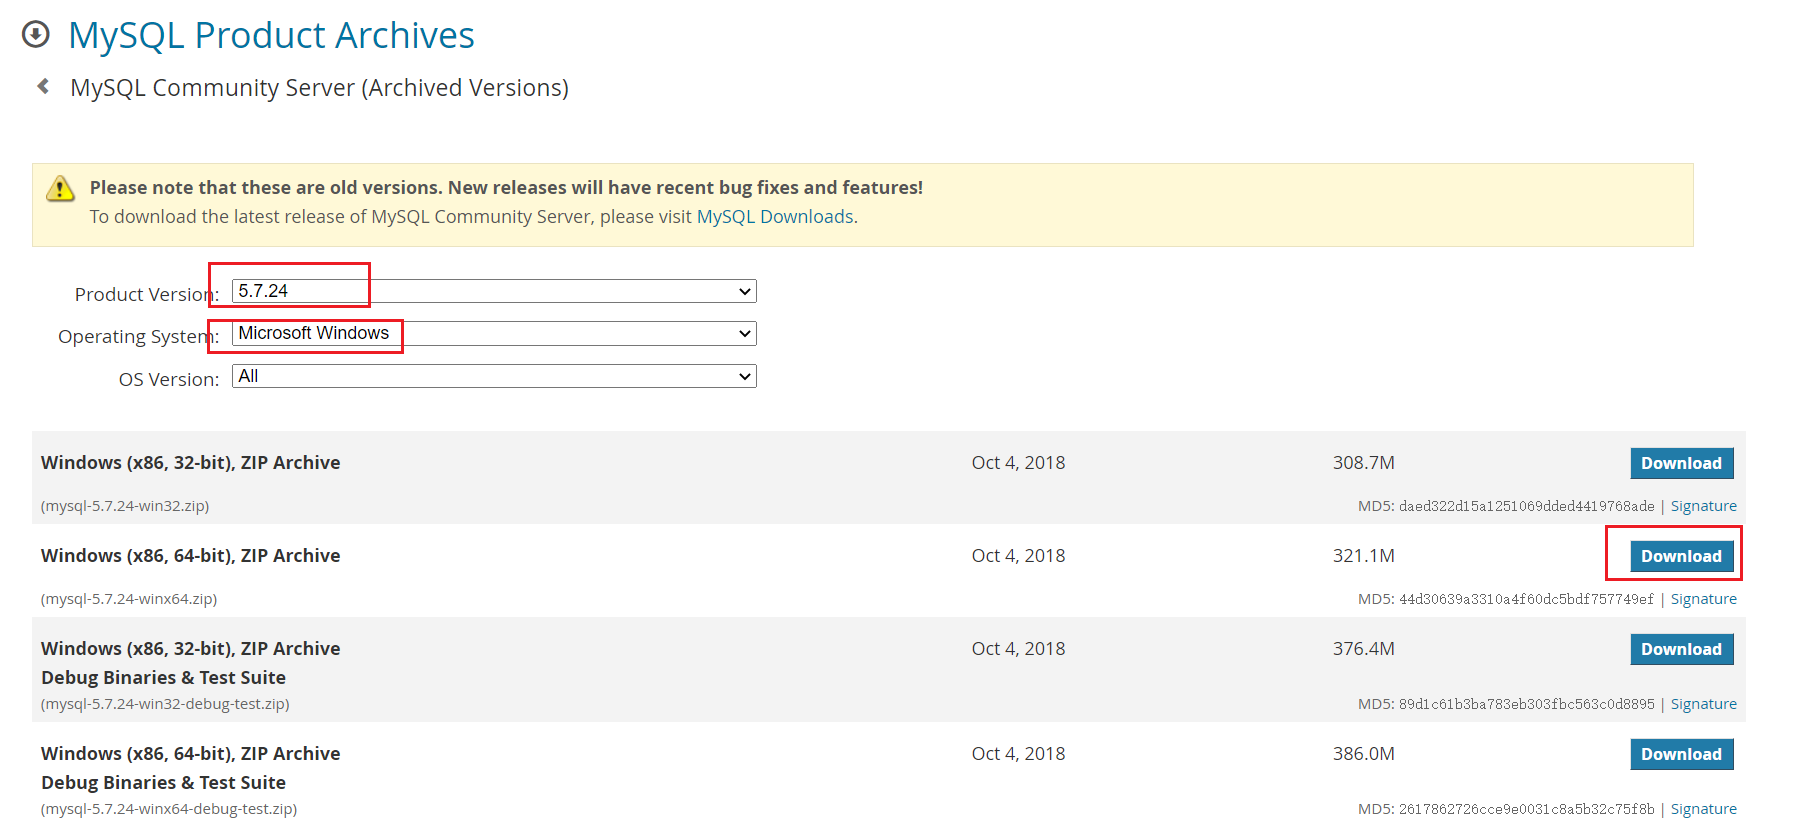 MySQL Product Archives
MySQL Community Server (Archived Versions)
Please note that these are old versions. New releases will have recent bug fixes and features!
To download the latest release of MySQL Community Server, please visit MySQL Downloads.
Product Version: 5.7.24
Operating System: Microsoft Windows
OS Version: All
Windows (x86, 32-bit), ZIP Archive Oct 4, 2018 308.7M Download
(mysql-5.7.24-win32.zip) MD5: daed322d15a1251069dded4419768ade | Signature
Windows (x86, 64-bit), ZIP Archive Oct 4, 2018 321.1M Download
(mysql-5.7.24-winx64.zip) MD5: 44d30639a3310a4f60dc5bdf757749ef | Signature
Windows (x86, 32-bit), ZIP Archive Oct 4, 2018 376.4M Download
Debug Binaries & Test Suite
(mysql-5.7.24-win32-debug-test.zip) MD5: 89d1c61b3ba783eb303fbc563c0d8895 | Signature
Windows (x86, 64-bit), ZIP Archive Oct 4, 2018 386.0M Download
Debug Binaries & Test Suite
(mysql-5.7.24-winx64-debug-test.zip) MD5: 2617862726cce9e0031c8a5b32c75f8b | Signature